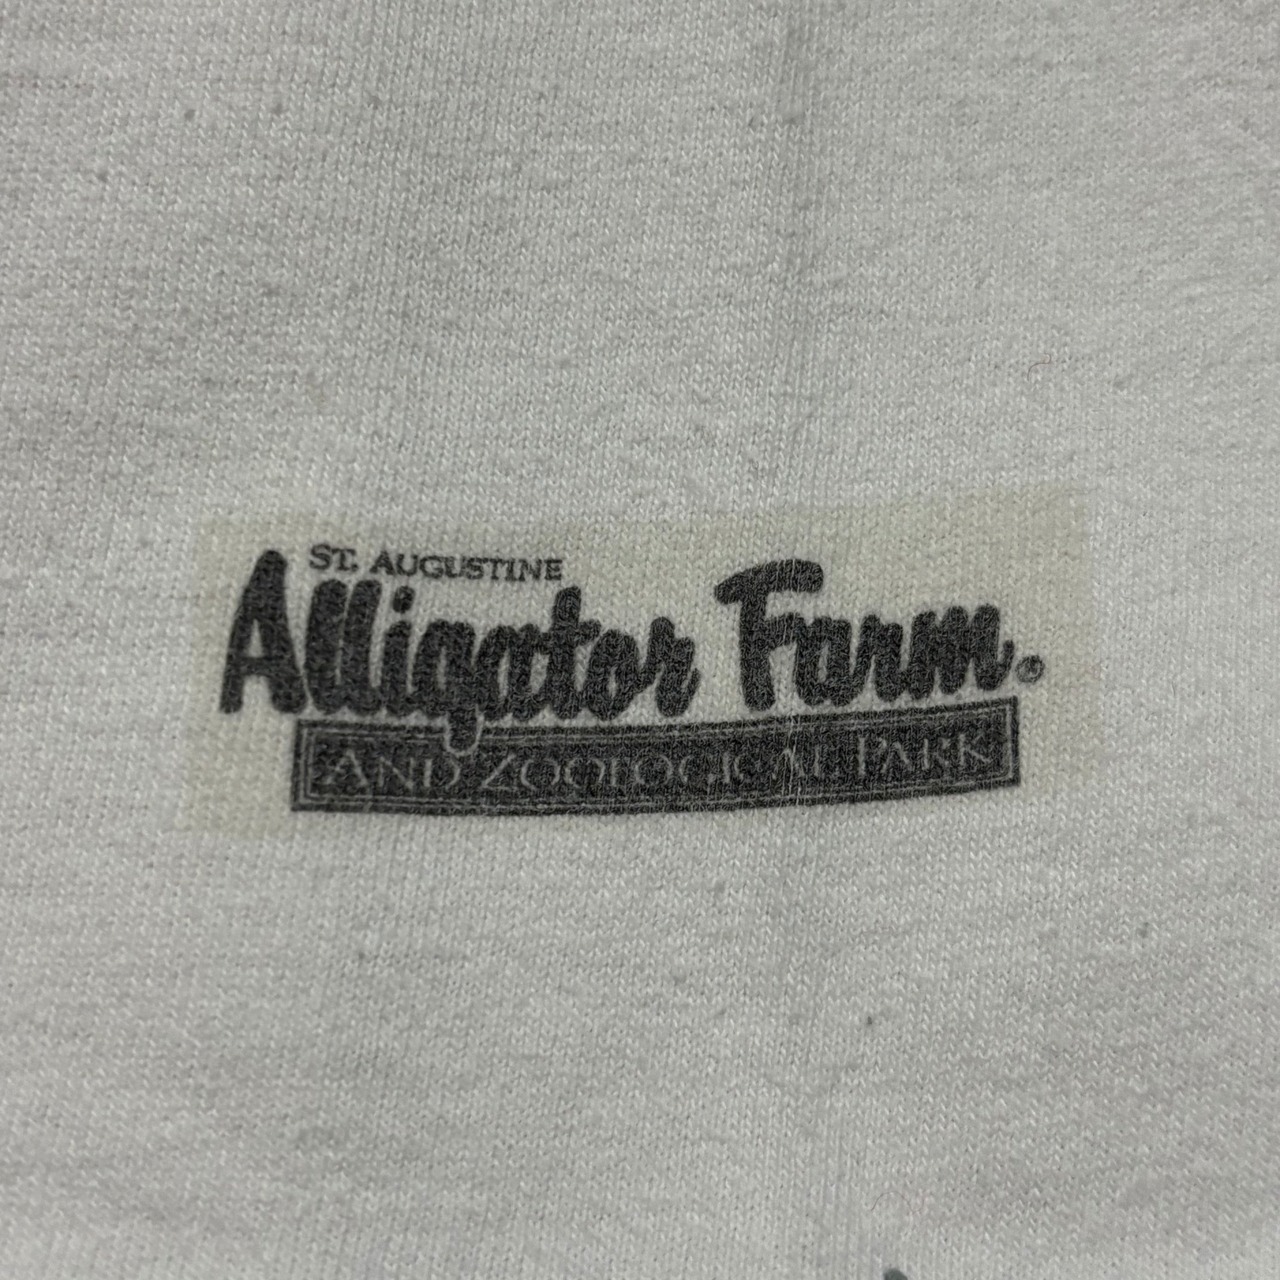 ST. AUGUSTINE
Alligator Farm.®
AND ZOOLOGICAL PARK